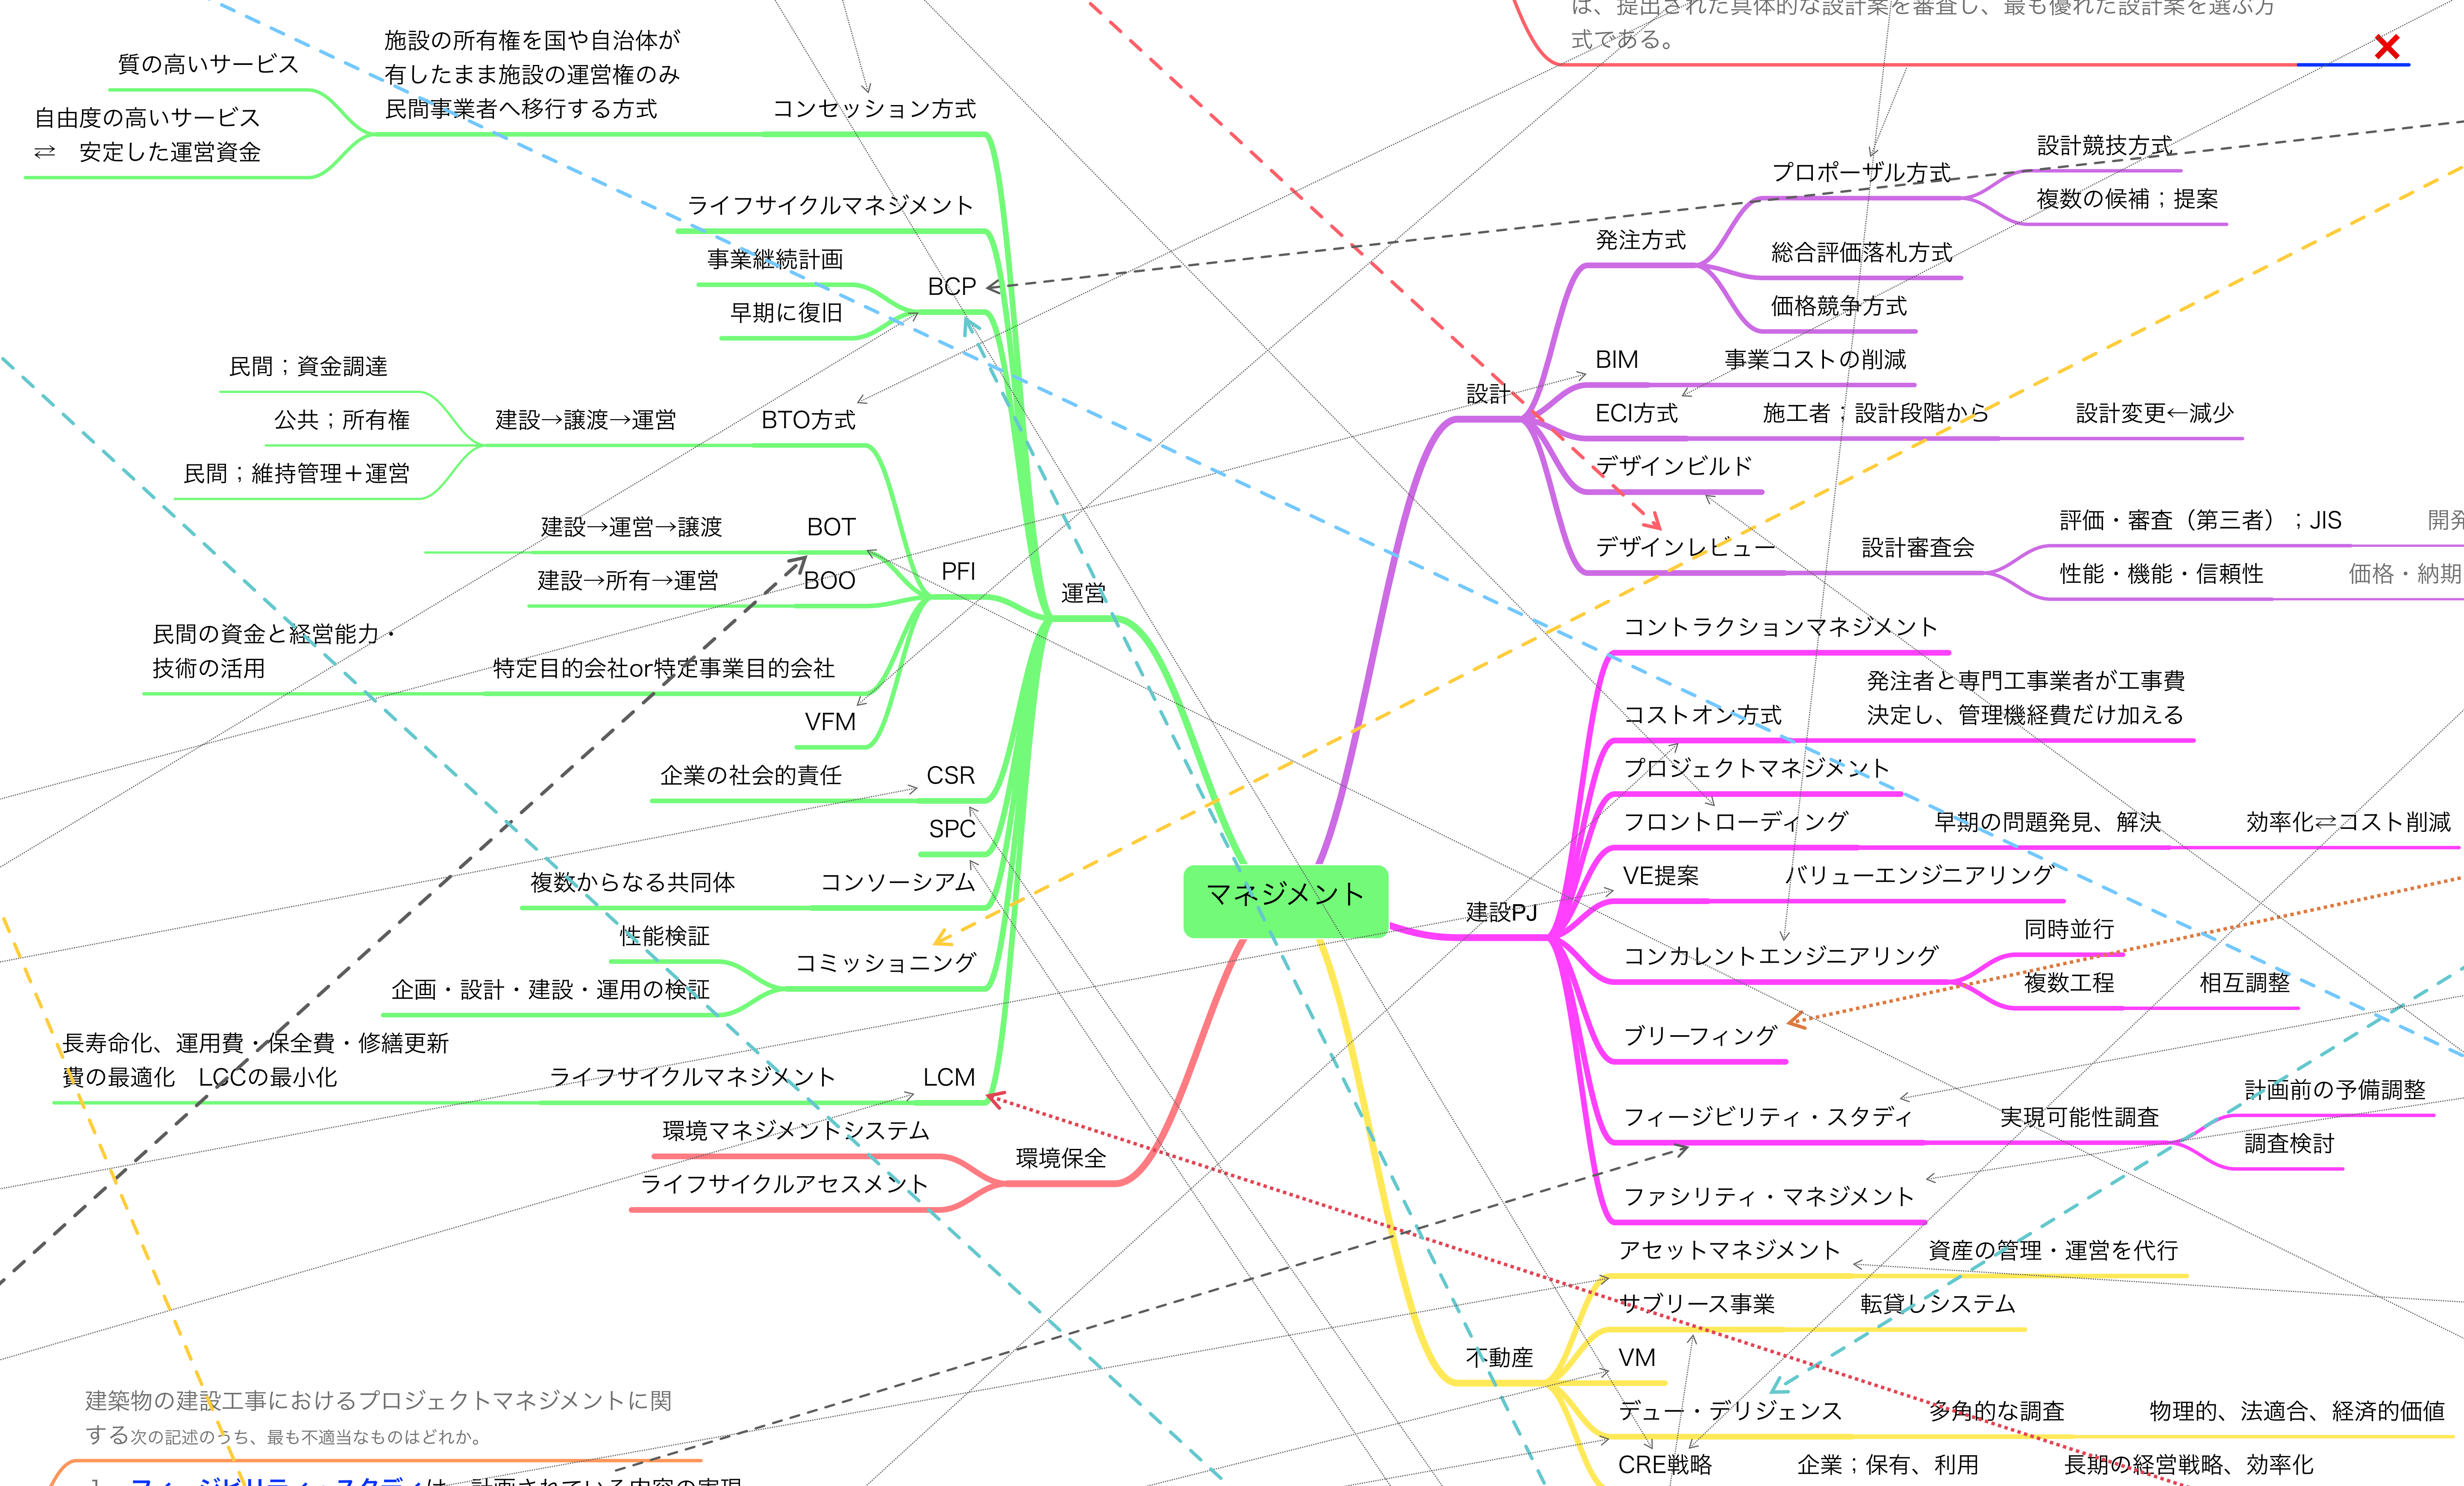 は、提出された具体的な設計案を審査し、最も優れた設計案を選ぶ方
式である。
質の高いサービス
自由度の高いサービス
⇄　安定した運営資金
施設の所有権を国や自治体が
有したまま施設の運営権のみ
民間事業者へ移行する方式
コンセッション方式
ライフサイクルマネジメント
事業継続計画
早期に復旧
BCP
民間；資金調達
公共；所有権
民間；維持管理＋運営
建設→譲渡→運営
BTO方式
建設→運営→譲渡
BOT
建設→所有→運営
BOO
PFI
運営
民間の資金と経営能力・
技術の活用
特定目的会社or特定事業目的会社
VFM
企業の社会的責任
CSR
SPC
複数からなる共同体
コンソーシアム
性能検証
企画・設計・建設・運用の検証
コミッショニング
長寿命化、運用費・保全費・修繕更新
費の最適化　LCCの最小化
ライフサイクルマネジメント
LCM
環境マネジメントシステム
ライフサイクルアセスメント
環境保全
マネジメント
設計
発注方式
プロポーザル方式
設計競技方式
複数の候補；提案
総合評価落札方式
価格競争方式
BIM
事業コストの削減
ECI方式
施工者；設計段階から
設計変更←減少
デザインビルド
デザインレビュー
設計審査会
評価・審査（第三者）；JIS
開発
性能・機能・信頼性
価格・納期
建設PJ
コントラクションマネジメント
コストオン方式
発注者と専門工事業者が工事費
決定し、管理機経費だけ加える
プロジェクトマネジメント
フロントローディング
早期の問題発見、解決
効率化⇄コスト削減
VE提案
バリューエンジニアリング
コンカレントエンジニアリング
同時並行
複数工程
相互調整
ブリーフィング
フィージビリティ・スタディ
実現可能性調査
計画前の予備調整
調査検討
ファシリティ・マネジメント
不動産
アセットマネジメント
資産の管理・運営を代行
サブリース事業
転貸しシステム
VM
デュー・デリジェンス
多角的な調査
物理的、法適合、経済的価値
CRE戦略
企業；保有、利用
長期の経営戦略、効率化
建築物の建設工事におけるプロジェクトマネジメントに関
する次の記述のうち、最も不適当なものはどれか。
1. フィージビリティ・スタディは、計画されている内容の実現